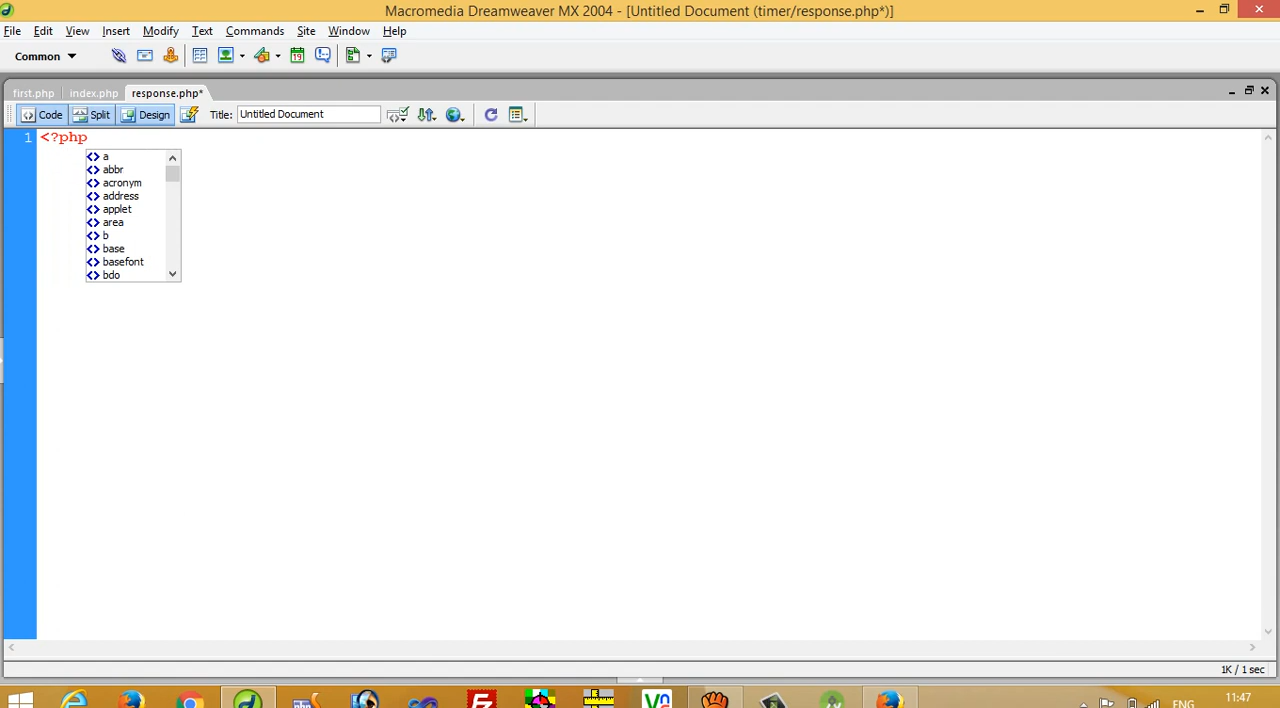 Macromedia Dreamweaver MX 2004 - [Untitled Document (timer/response.php*)]
File Edit View Insert Modify Text Commands Site Window Help
Common
first.php index.php response.php*
Code Split Design Title: Untitled Document
1 <?php
<> a
<> abbr
<> acronym
<> address
<> applet
<> area
<> b
<> base
<> basefont
<> bdo
1K / 1 sec
ENG 11:47